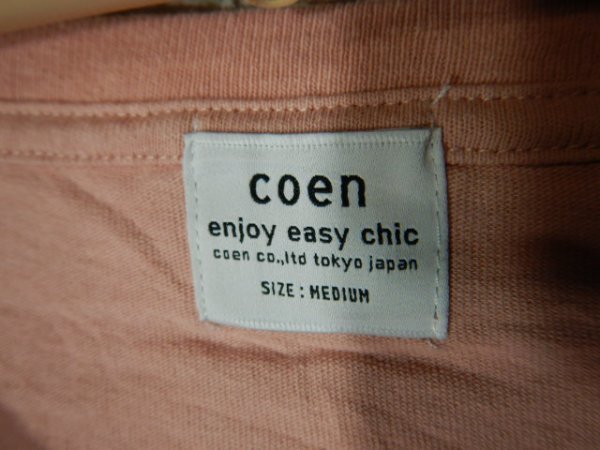 coen
enjoy easy chic
coen co.,ltd tokyo japan
SIZE : MEDIUM